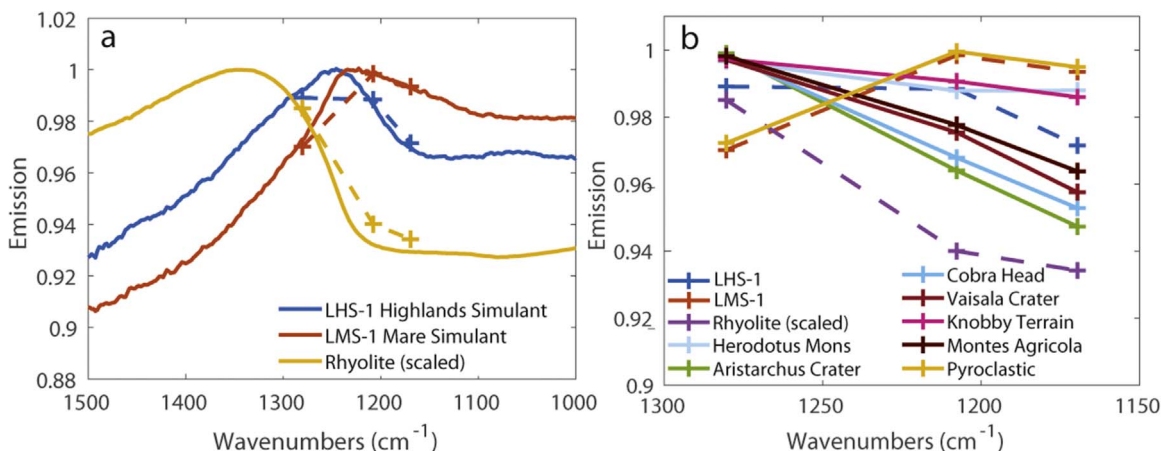 a
1.02
1
0.98
0.96
0.94
0.92
0.9
0.88
Emission
1500
1400
1300
1200
1100
1000
Wavenumbers (cm⁻¹)
LHS-1 Highlands Simulant
LMS-1 Mare Simulant
Rhyolite (scaled)
b
1
0.98
0.96
0.94
0.92
0.9
Emission
1300
1250
1200
1150
Wavenumbers (cm⁻¹)
LHS-1
LMS-1
Rhyolite (scaled)
Herodotus Mons
Aristarchus Crater
Cobra Head
Vaisala Crater
Knobby Terrain
Montes Agricola
Pyroclastic